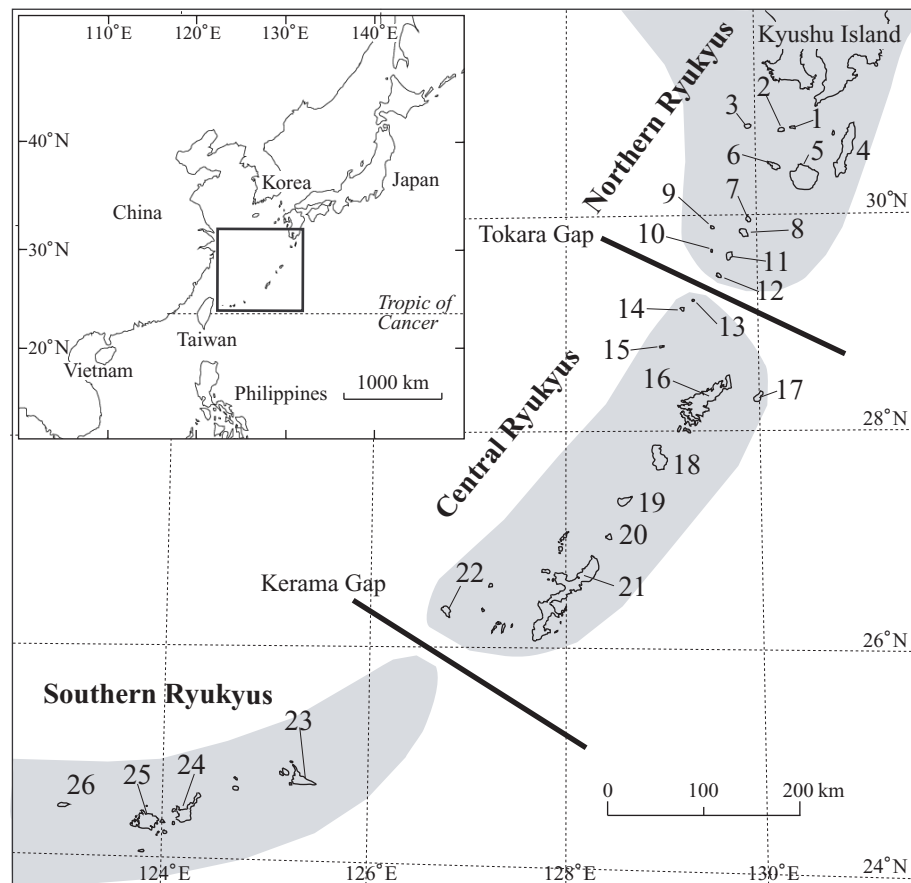 110°E
120°E
130°E
140°E
40°N
30°N
20°N
China
Korea
Japan
Taiwan
Vietnam
Philippines
Tropic of
Cancer
1000 km
Kyushu Island
Northern Ryukyus
1
2
3
4
5
6
7
8
9
10
11
12
30°N
Tokara Gap
13
14
15
16
17
Central Ryukyus
28°N
18
19
20
21
22
Kerama Gap
26°N
Southern Ryukyus
23
24
25
26
0 100 200 km
124°E
126°E
128°E
130°E
24°N